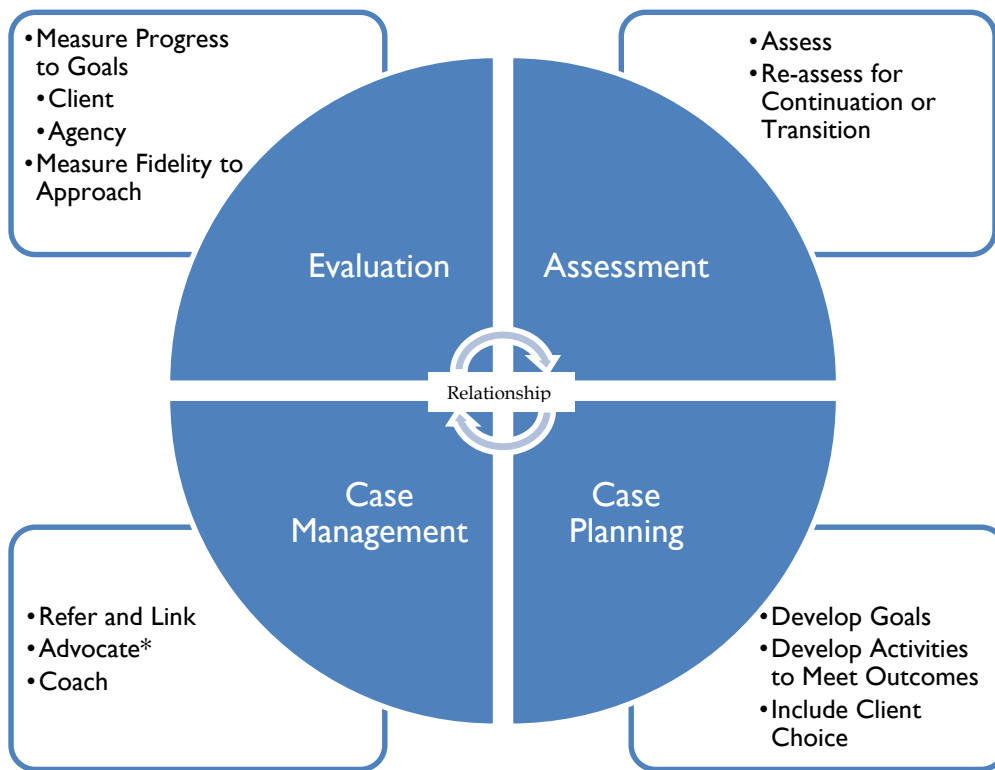 •Measure Progress
to Goals
•Client
•Agency
•Measure Fidelity to
Approach
•Assess
•Re-assess for
Continuation or
Transition
Evaluation
Assessment
Relationship
Case
Management
Case
Planning
•Refer and Link
•Advocate*
•Coach
•Develop Goals
•Develop Activities
to Meet Outcomes
•Include Client
Choice